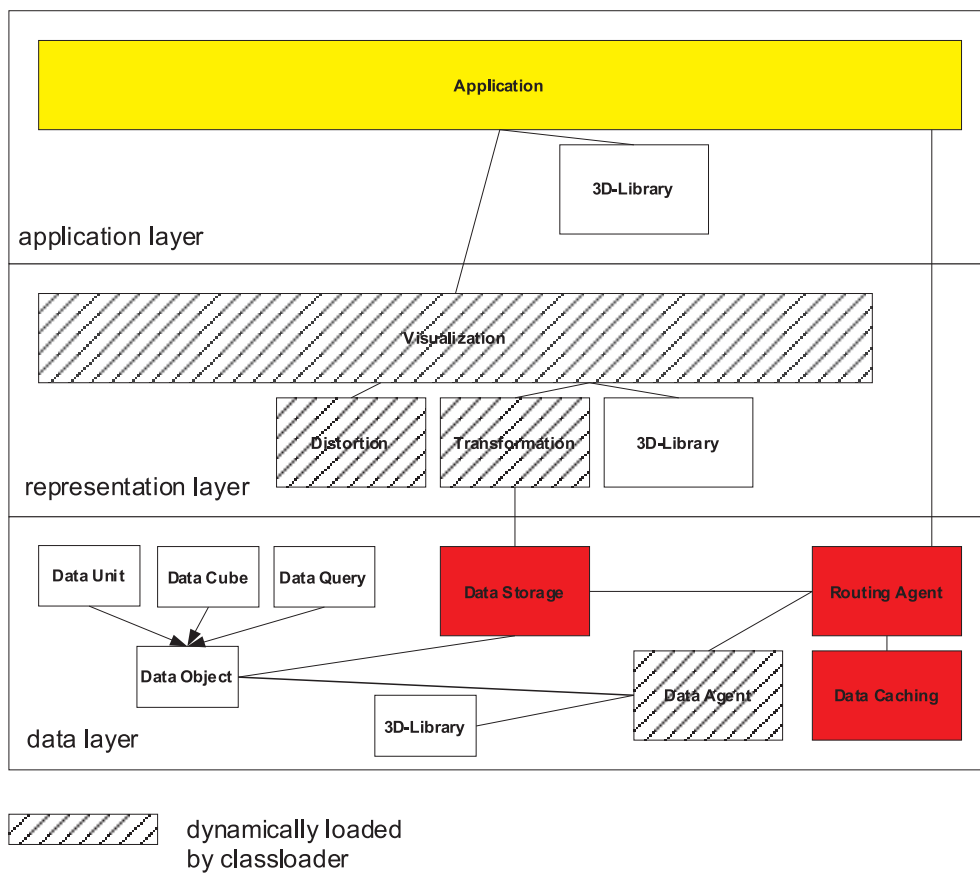 Application
3D-Library
application layer
Visualization
Distortion
Transformation
3D-Library
representation layer
Data Unit
Data Cube
Data Query
Data Storage
Routing Agent
Data Object
Data Agent
Data Caching
3D-Library
data layer
dynamically loaded
by classloader